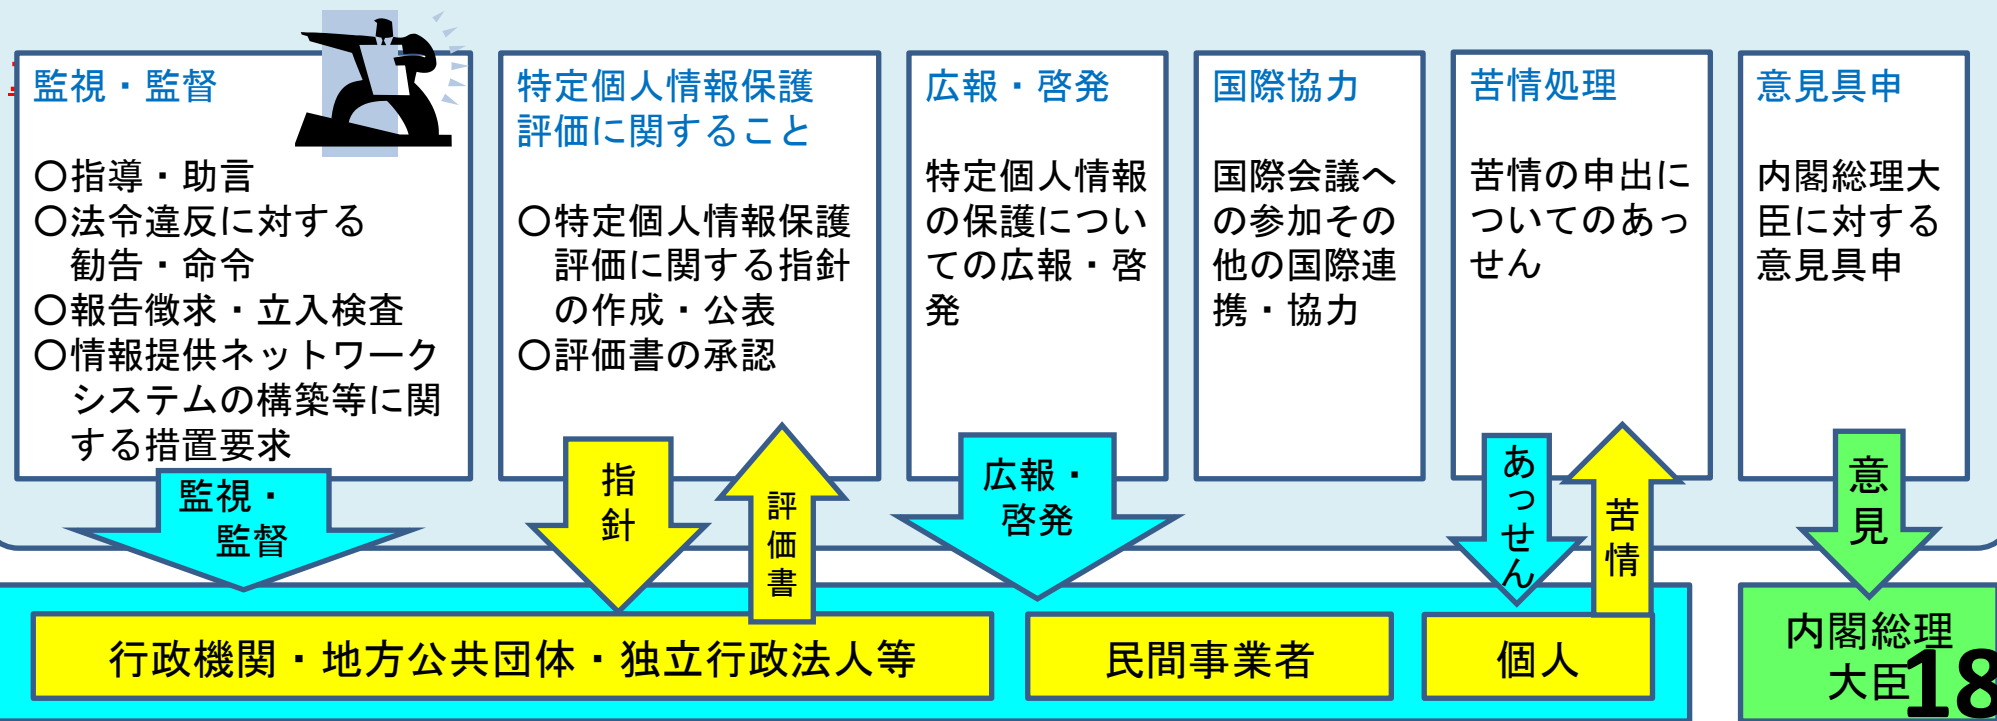 監視・監督
〇指導・助言
〇法令違反に対する
勧告・命令
〇報告徴求・立入検査
〇情報提供ネットワーク
システムの構築等に関
する措置要求
特定個人情報保護
評価に関すること
〇特定個人情報保護
評価に関する指針
の作成・公表
〇評価書の承認
広報・啓発
特定個人情報
の保護につい
ての広報・啓
発
国際協力
国際会議へ
の参加その
他の国際連
携・協力
苦情処理
苦情の申出に
ついてのあっ
せん
意見具申
内閣総理大
臣に対する
意見具申
監視・
監督
指針
評価書
広報・
啓発
あっせん
苦情
意見
行政機関・地方公共団体・独立行政法人等
民間事業者
個人
内閣総理
大臣
18